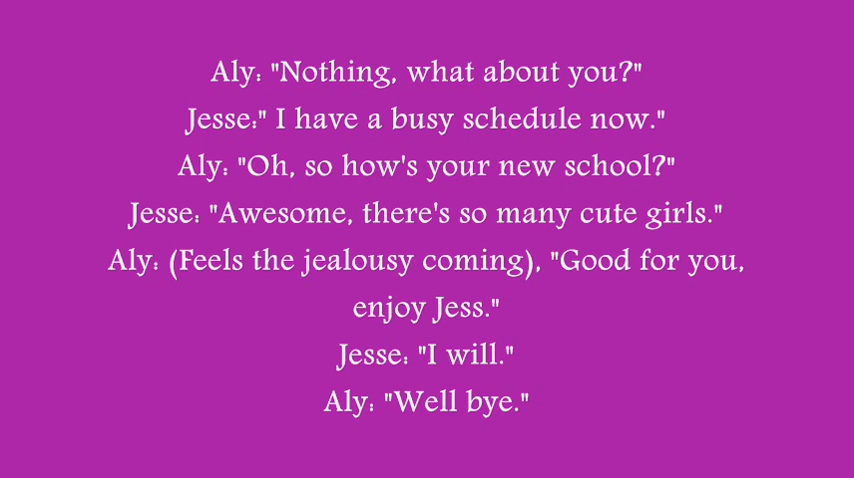 Aly: "Nothing, what about you?"
Jesse:" I have a busy schedule now."
Aly: "Oh, so how's your new school?"
Jesse: "Awesome, there's so many cute girls."
Aly: (Feels the jealousy coming), "Good for you,
enjoy Jess."
Jesse: "I will."
Aly: "Well bye."